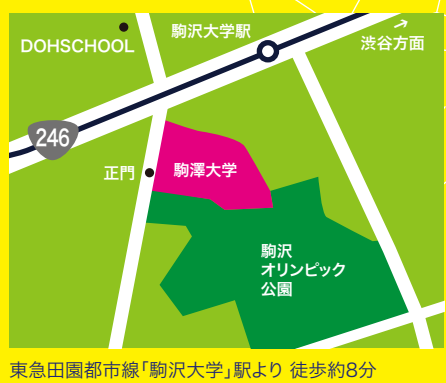 DOHSCHOOL
駒沢大学駅
渋谷方面
246
正門
駒澤大学
駒沢
オリンピック
公園
東急田園都市線「駒沢大学」駅より 徒歩約8分